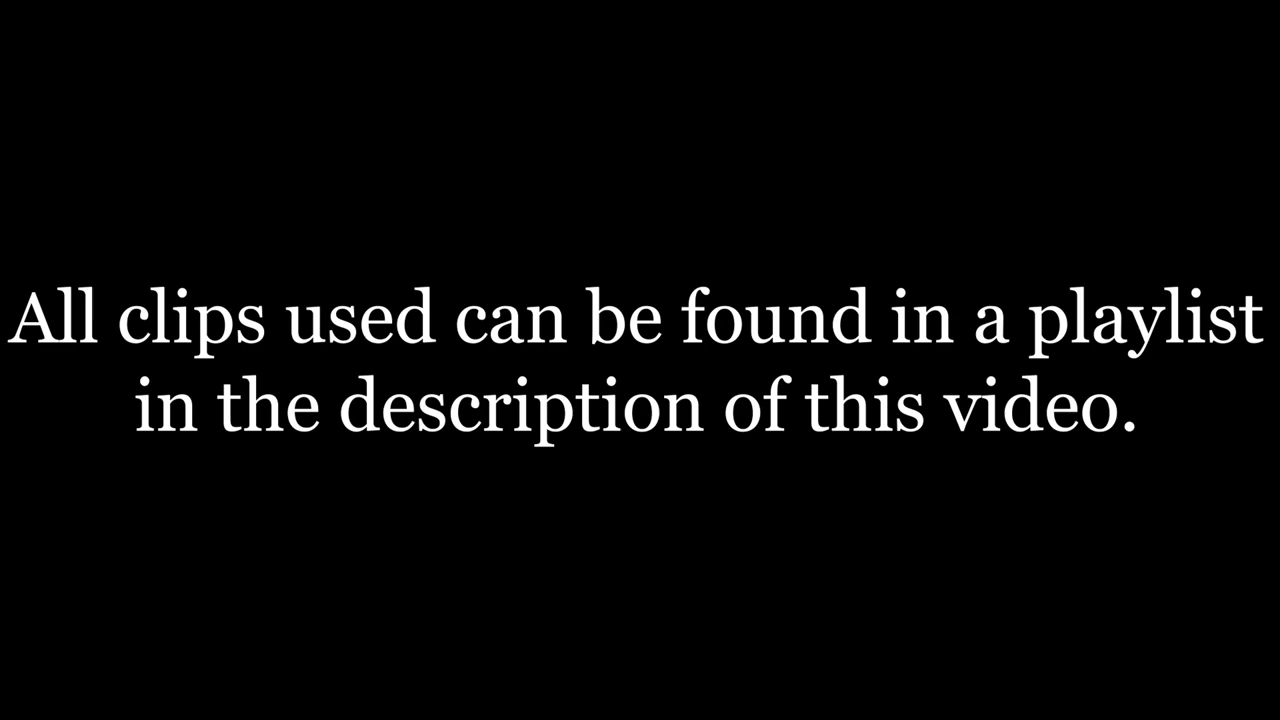 All clips used can be found in a playlist
in the description of this video.